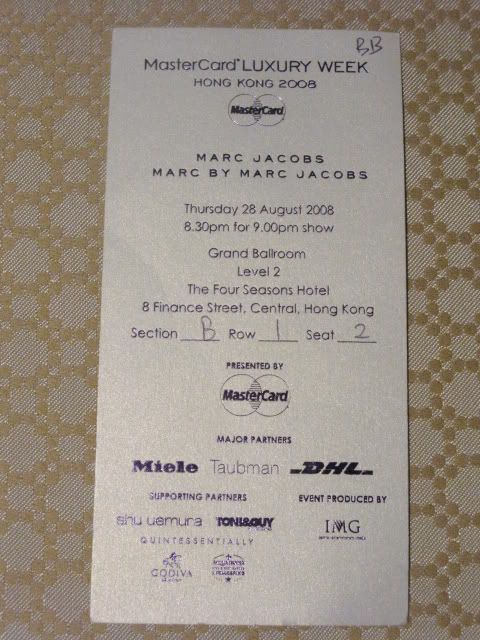 BB
MasterCard LUXURY WEEK
HONG KONG 2008
MasterCard
MARC JACOBS
MARC BY MARC JACOBS
Thursday 28 August 2008
8.30pm for 9.00pm show
Grand Ballroom
Level 2
The Four Seasons Hotel
8 Finance Street, Central, Hong Kong
Section B Row 1 Seat 2
PRESENTED BY
MasterCard
MAJOR PARTNERS
Miele Taubman DHL
SUPPORTING PARTNERS EVENT PRODUCED BY
shu uemura TONI&GUY IMG
QUINTESSENTIALLY
GODIVA